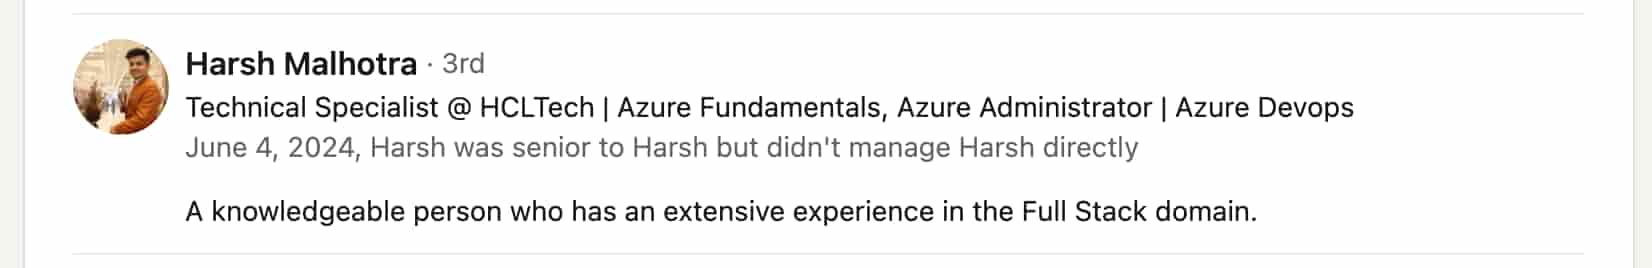 Harsh Malhotra · 3rd
Technical Specialist @ HCLTech | Azure Fundamentals, Azure Administrator | Azure Devops
June 4, 2024, Harsh was senior to Harsh but didn't manage Harsh directly
A knowledgeable person who has an extensive experience in the Full Stack domain.